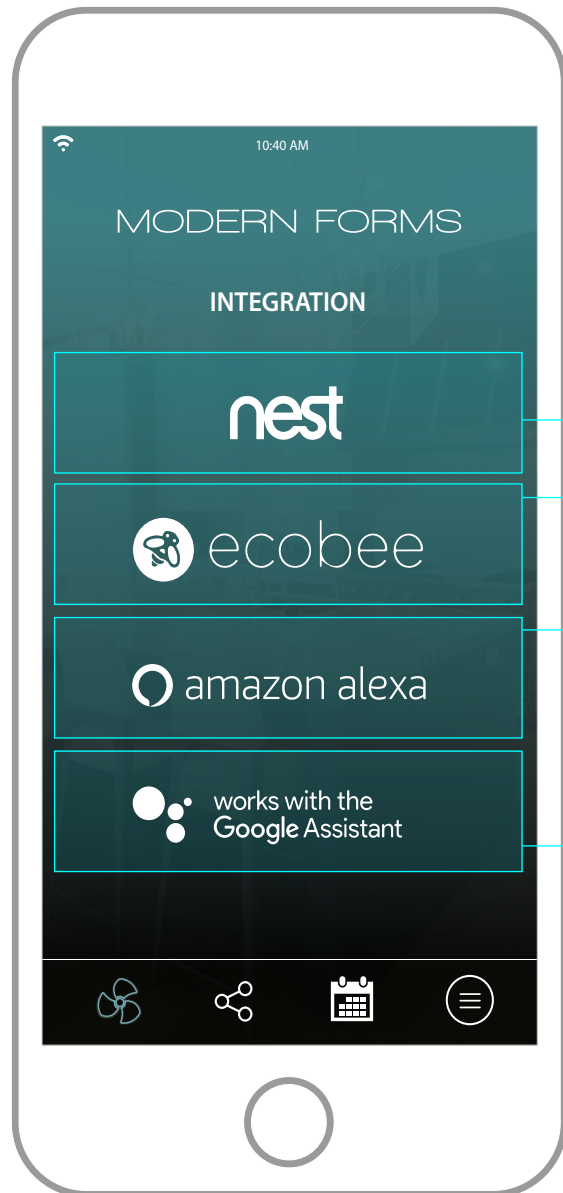 10:40 AM
MODERN FORMS
INTEGRATION
nest
ecobee
amazon alexa
works with the
Google Assistant